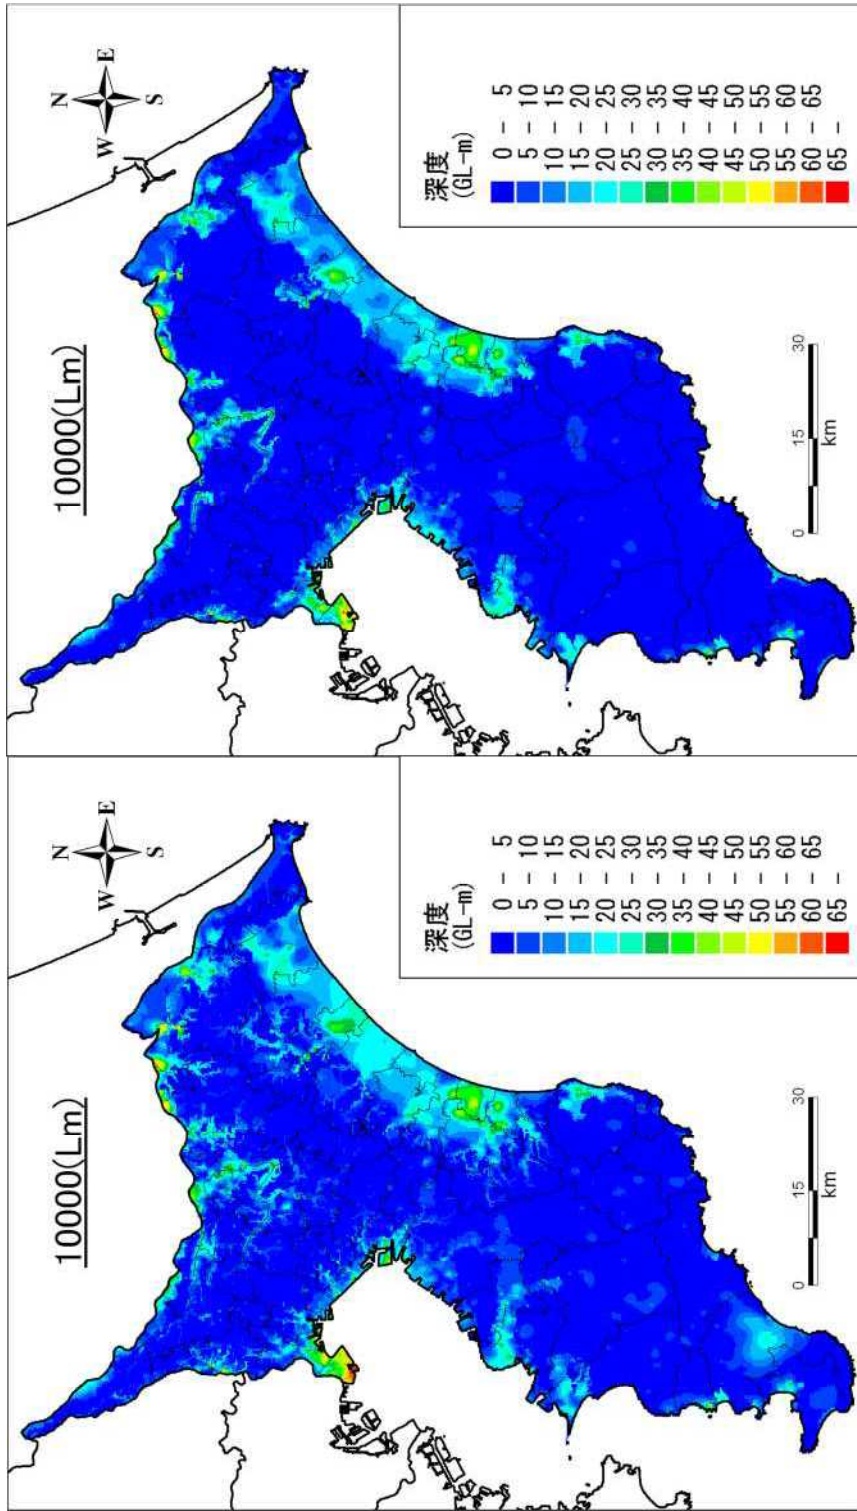 10000(Lm)
N
W
E
S
深度
(GL-m)
0 - 5
5 - 10
10 - 15
15 - 20
20 - 25
25 - 30
30 - 35
35 - 40
40 - 45
45 - 50
50 - 55
55 - 60
60 - 65
65 -
0
15
30
km
10000(Lm)
N
W
E
S
深度
(GL-m)
0 - 5
5 - 10
10 - 15
15 - 20
20 - 25
25 - 30
30 - 35
35 - 40
40 - 45
45 - 50
50 - 55
55 - 60
60 - 65
65 -
0
15
30
km